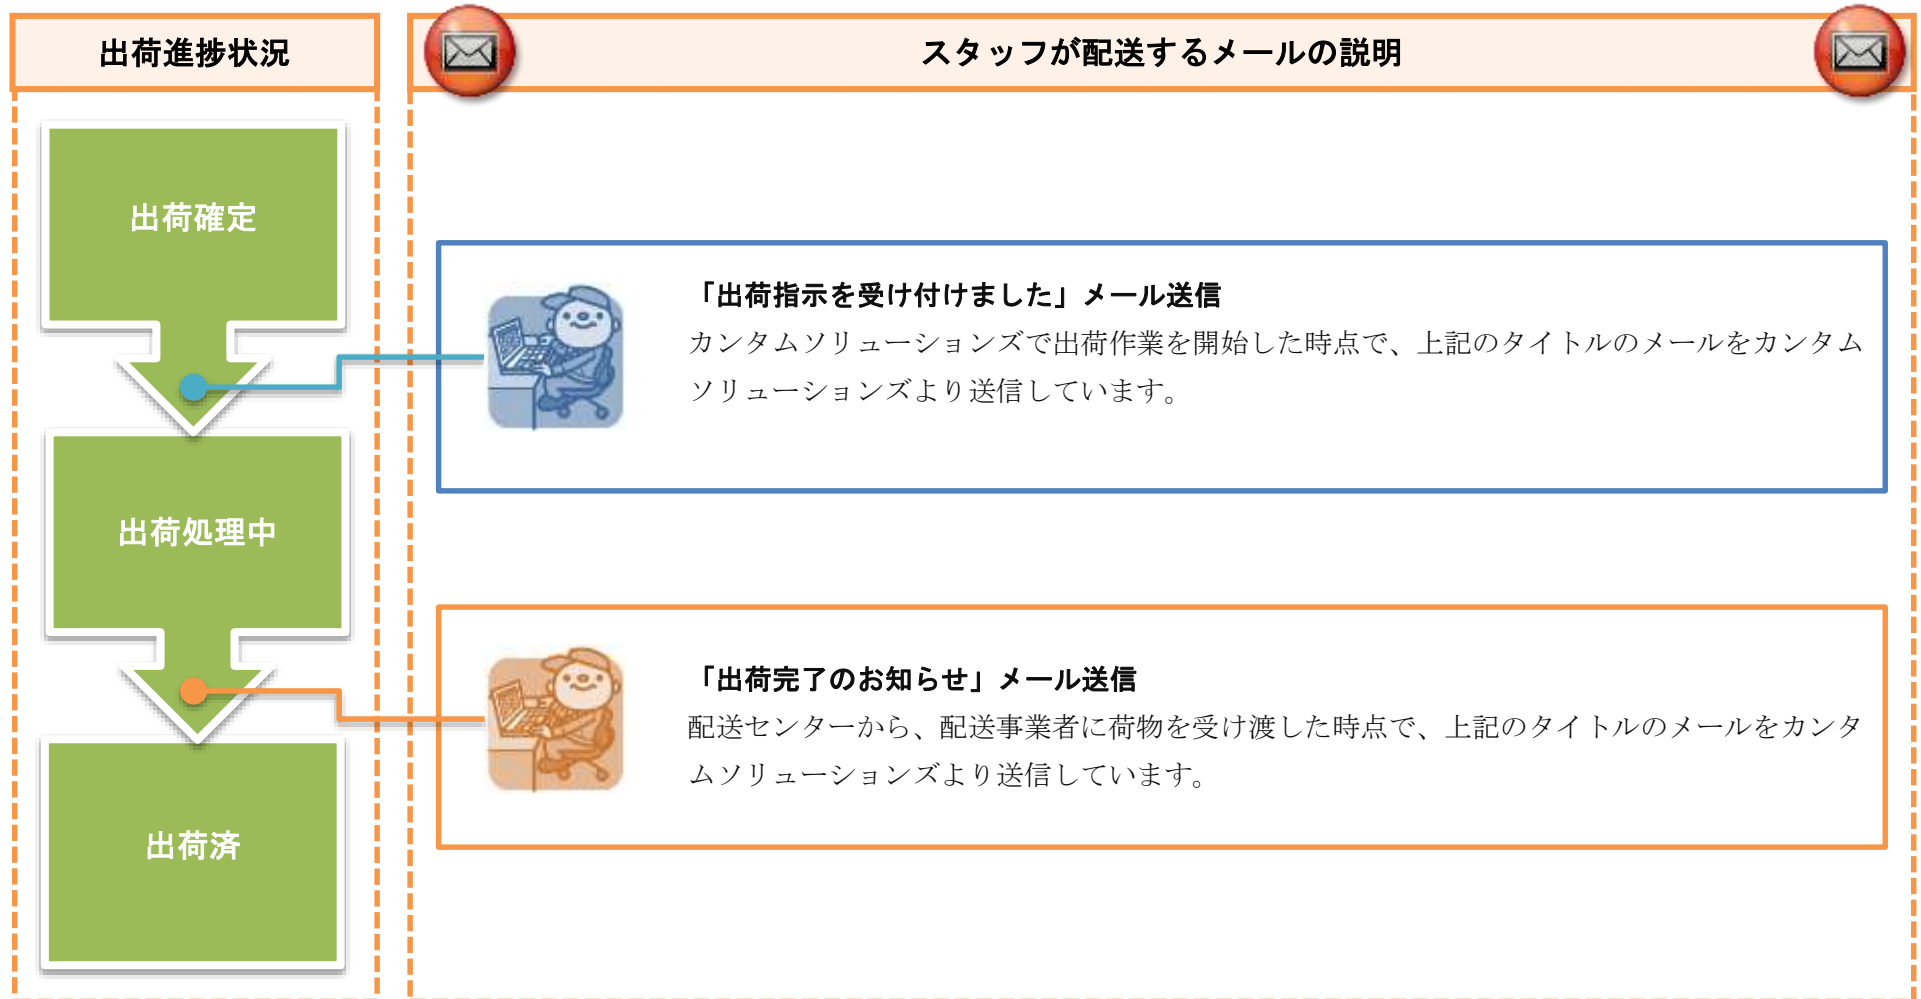 出荷進捗状況
スタッフが配送するメールの説明
出荷確定
「出荷指示を受け付けました」メール送信
カンタムソリューションズで出荷作業を開始した時点で、上記のタイトルのメールをカンタム
ソリューションズより送信しています。
出荷処理中
「出荷完了のお知らせ」メール送信
配送センターから、配送事業者に荷物を受け渡した時点で、上記のタイトルのメールをカンタ
ムソリューションズより送信しています。
出荷済